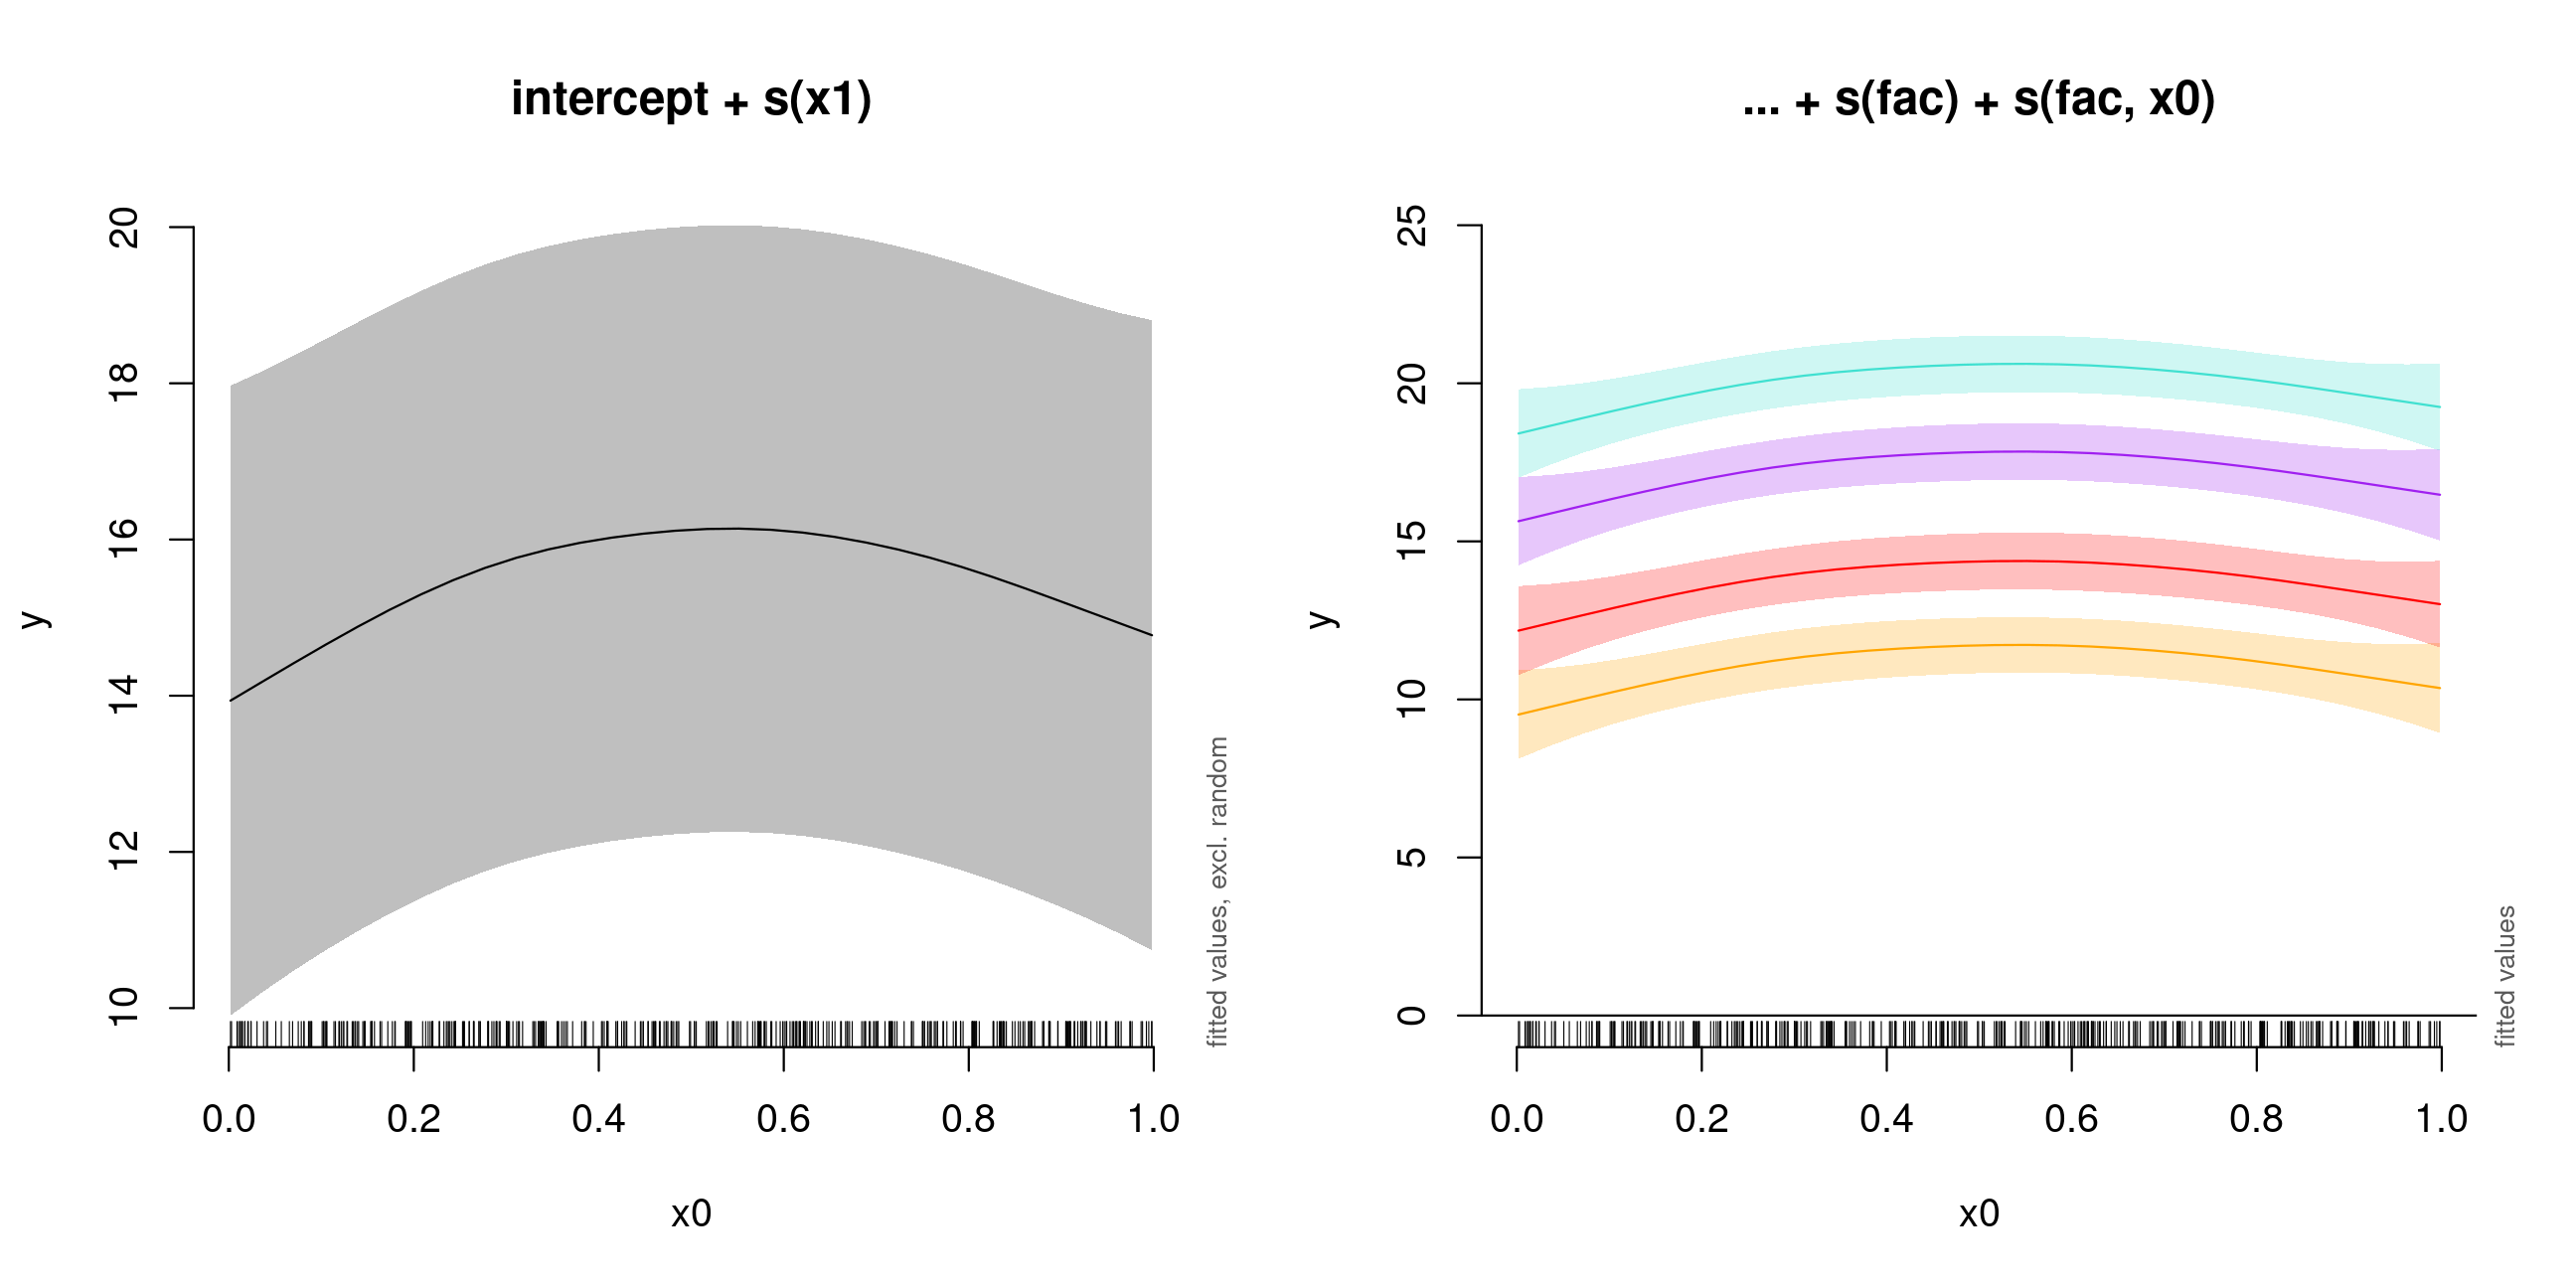 intercept + s(x1)
20
18
16
14
12
10
y
0.0 0.2 0.4 0.6 0.8 1.0
x0
fitted values, excl. random
... + s(fac) + s(fac, x0)
25
20
15
10
5
0
y
0.0 0.2 0.4 0.6 0.8 1.0
x0
fitted values